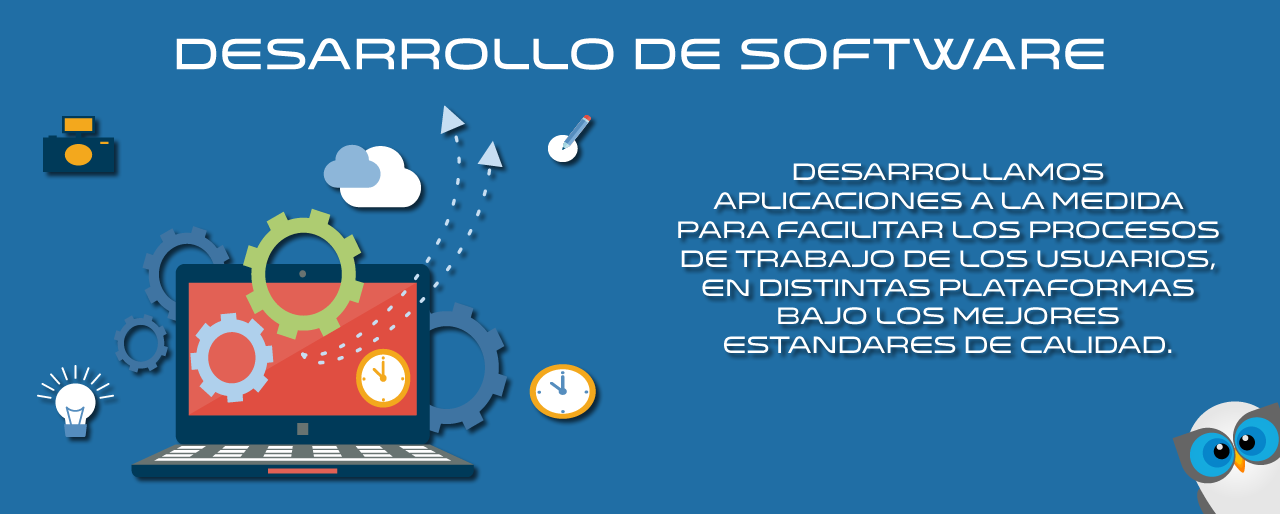 DESARROLLO DE SOFTWARE
DESARROLLAMOS
APLICACIONES A LA MEDIDA
PARA FACILITAR LOS PROCESOS
DE TRABAJO DE LOS USUARIOS,
EN DISTINTAS PLATAFORMAS
BAJO LOS MEJORES
ESTANDARES DE CALIDAD.